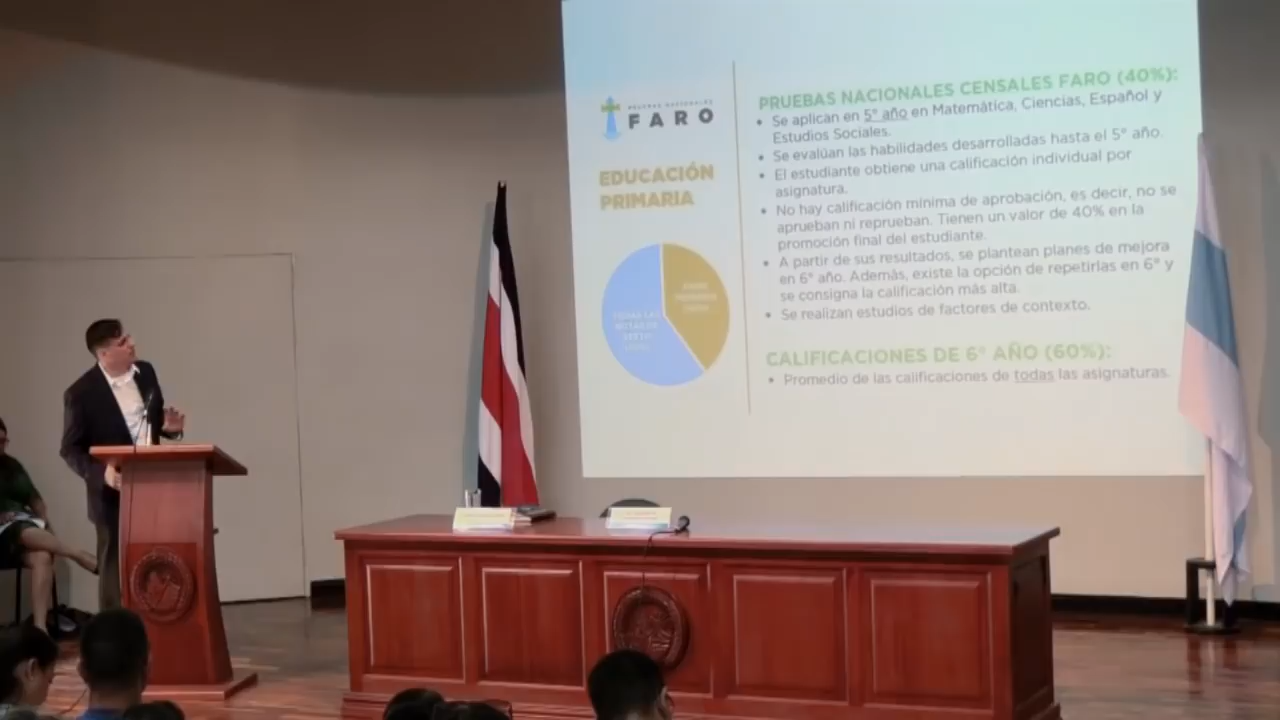 PRUEBAS NACIONALES
FARO
EDUCACIÓN
PRIMARIA
PRUEBAS NACIONALES CENSALES FARO (40%):
• Se aplican en 5° año en Matemática, Ciencias, Español y
Estudios Sociales.
• Se evalúan las habilidades desarrolladas hasta el 5° año.
• El estudiante obtiene una calificación individual por
asignatura.
• No hay calificación mínima de aprobación, es decir, no se
aprueban ni reprueban. Tienen un valor de 40% en la
promoción final del estudiante.
• A partir de sus resultados, se plantean planes de mejora
en 6° año. Además, existe la opción de repetirlas en 6° y
se consigna la calificación más alta.
• Se realizan estudios de factores de contexto.
CALIFICACIONES DE 6° AÑO (60%):
• Promedio de las calificaciones de todas las asignaturas.